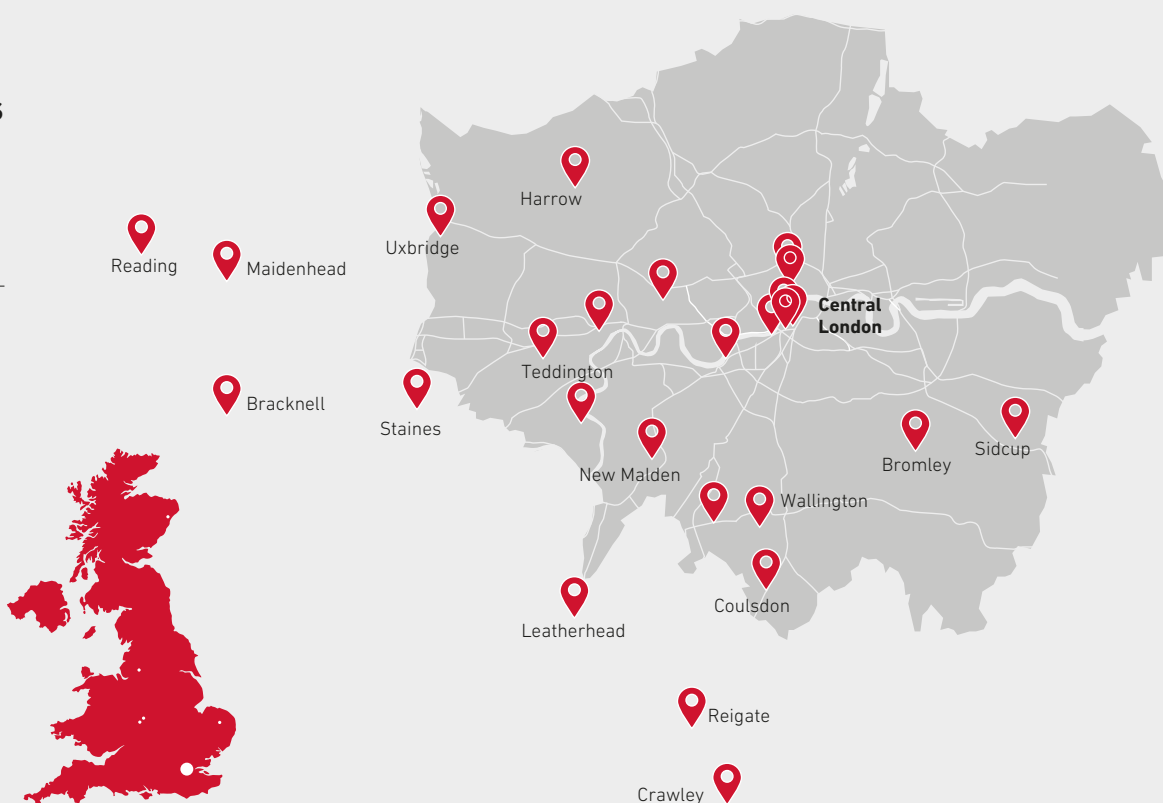 Harrow
Uxbridge
Reading
Maidenhead
Central
London
Teddington
Bracknell
Staines
New Malden
Bromley
Sidcup
Wallington
Coulsdon
Leatherhead
Reigate
Crawley